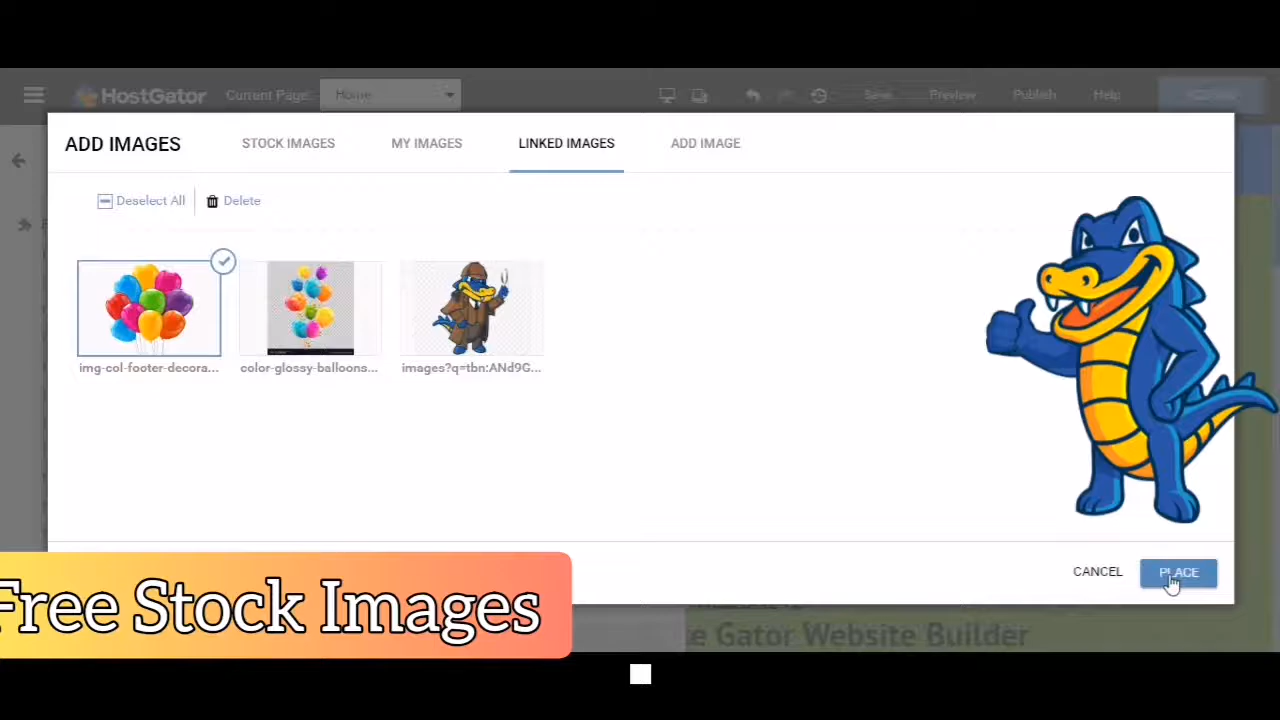 HostGator Current Page: Home Save Preview Publish Help
ADD IMAGES STOCK IMAGES MY IMAGES LINKED IMAGES ADD IMAGE
Deselect All Delete
img-col-footer-decora... color-glossy-balloons... images?q=tbn:ANd9G...
CANCEL PLACE
Free Stock Images
Gator Website Builder